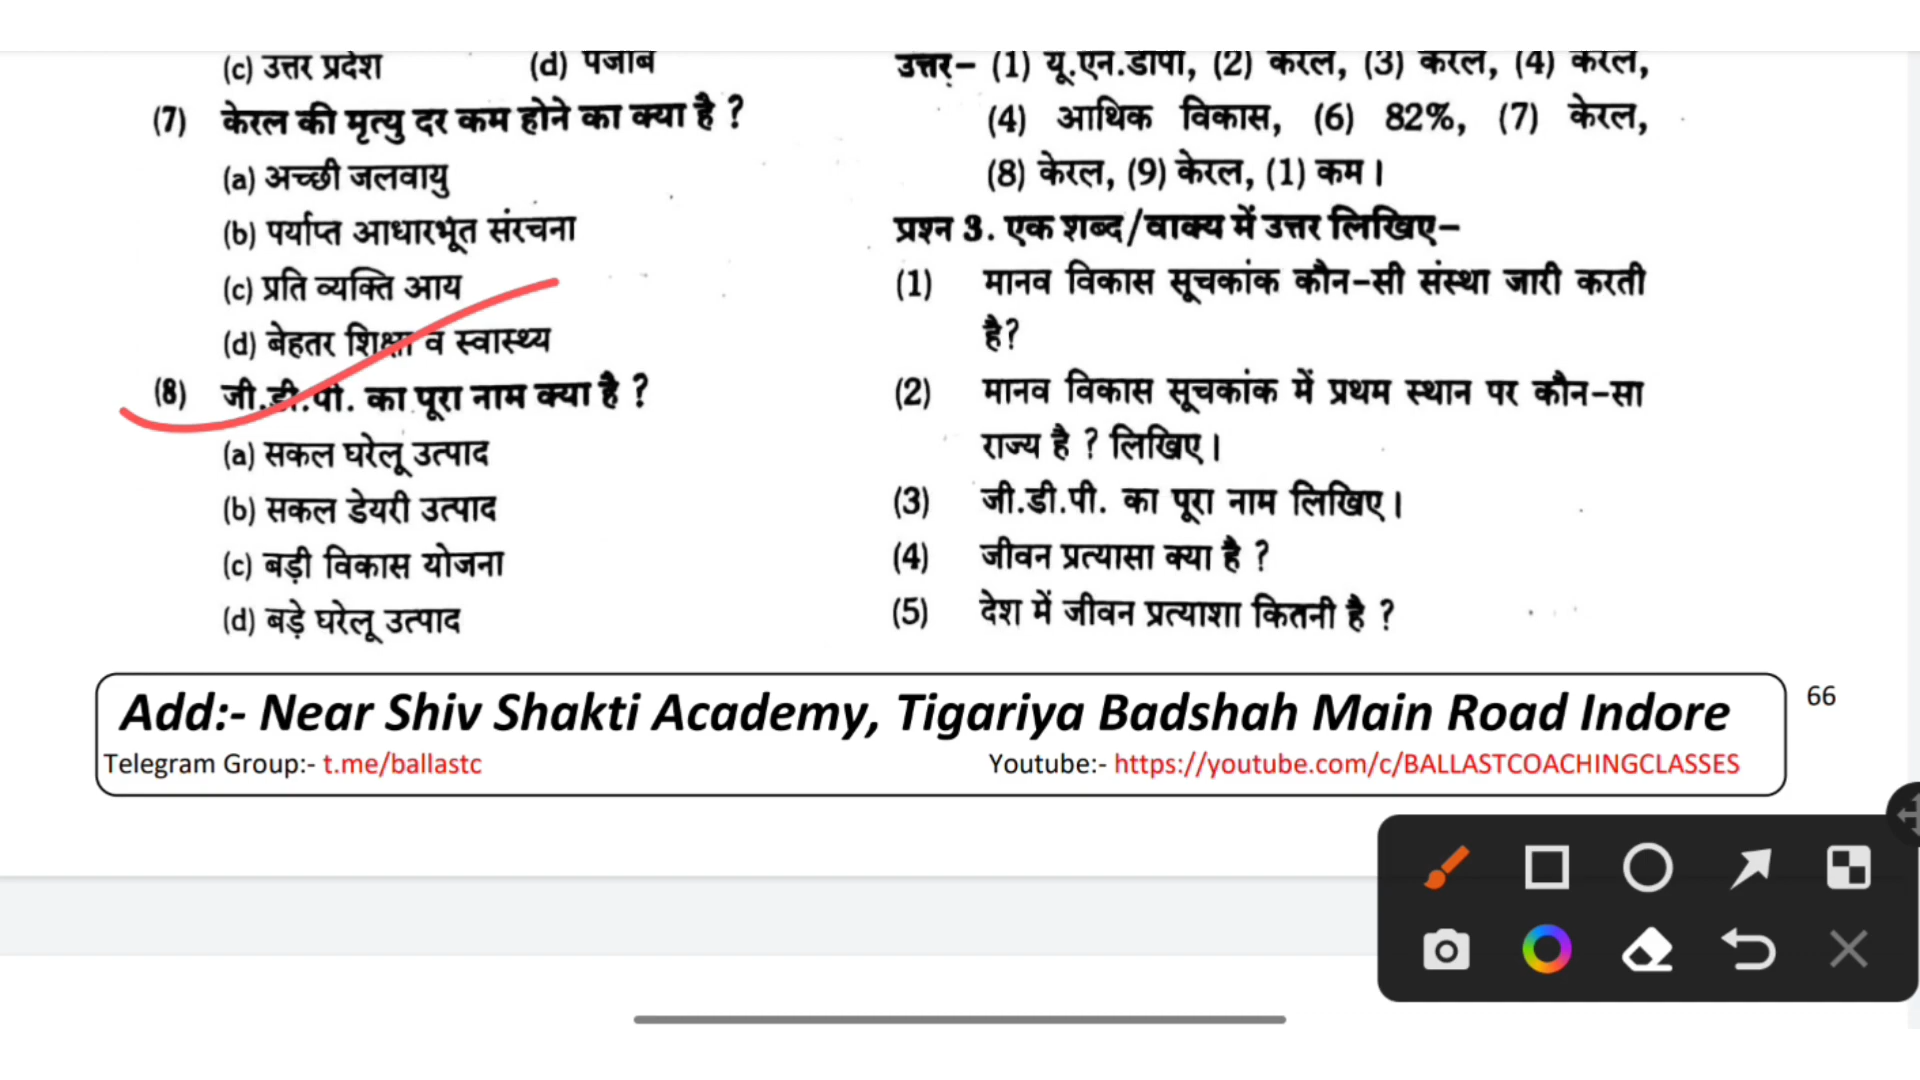 (c) उत्तर प्रदेश (d) पंजाब
(7) केरल की मृत्यु दर कम होने का क्या है ?
(a) अच्छी जलवायु
(b) पर्याप्त आधारभूत संरचना
(c) प्रति व्यक्ति आय
(d) बेहतर शिक्षा व स्वास्थ्य
(8) जी.डी.पी. का पूरा नाम क्या है ?
(a) सकल घरेलू उत्पाद
(b) सकल डेयरी उत्पाद
(c) बड़ी विकास योजना
(d) बड़े घरेलू उत्पाद
उत्तर– (1) यू.एन.डीपी, (2) केरल, (3) केरल, (4) केरल,
(4) आथिक विकास, (6) 82%, (7) केरल,
(8) केरल, (9) केरल, (1) कम।
प्रश्न 3. एक शब्द/वाक्य में उत्तर लिखिए–
(1) मानव विकास सूचकांक कौन-सी संस्था जारी करती
है?
(2) मानव विकास सूचकांक में प्रथम स्थान पर कौन-सा
राज्य है ? लिखिए।
(3) जी.डी.पी. का पूरा नाम लिखिए।
(4) जीवन प्रत्यासा क्या है ?
(5) देश में जीवन प्रत्याशा कितनी है ?
Add:- Near Shiv Shakti Academy, Tigariya Badshah Main Road Indore
Telegram Group:- t.me/ballastc Youtube:- https://youtube.com/c/BALLASTCOACHINGCLASSES
66